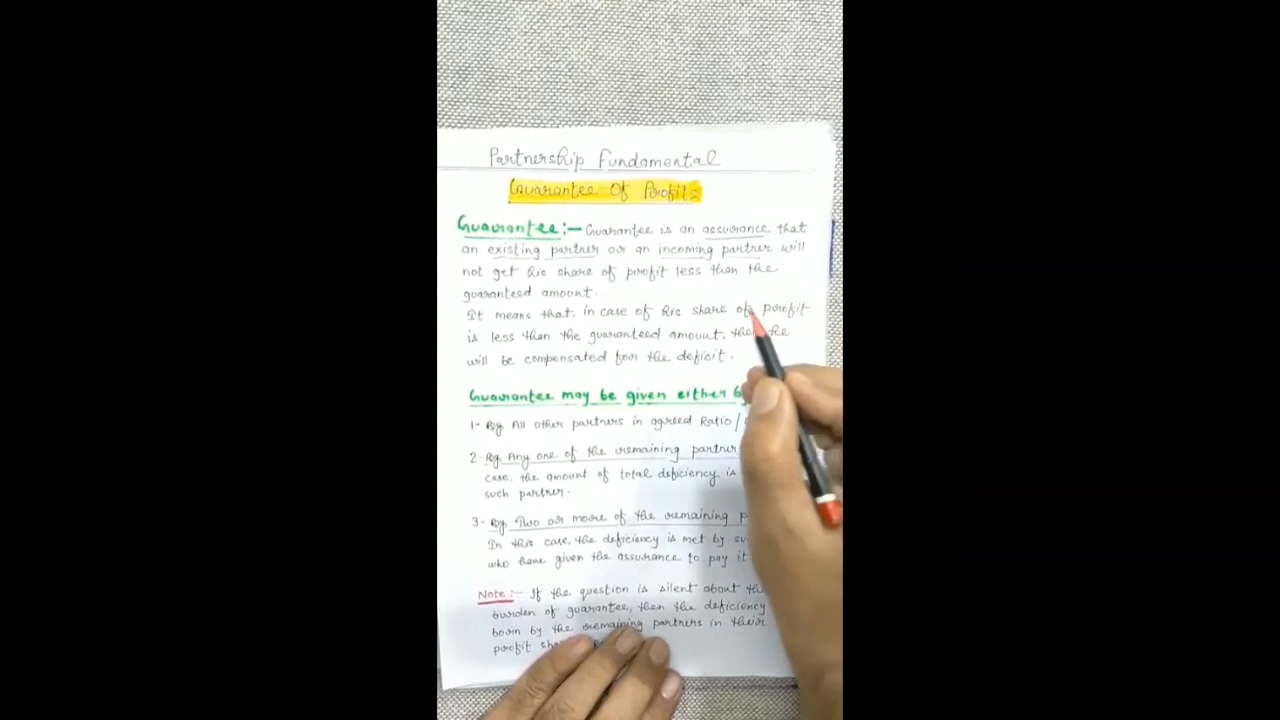 Partnership Fundamental
Guarantee Of Profits
Guarantee:- Guarantee is an assurance that
an existing partner or an incoming partner will
not get his share of profit less than the
guaranteed amount.
It means that, in case of his share of profit
is less than the guaranteed amount, then he
will be compensated for the deficit.
Guarantee may be given either by
1- By All other partners in agreed Ratio/
2- By Any one of the remaining partner
case, the amount of total deficiency is
such partner.
3- By Two or more of the remaining
In this case, the deficiency is met by
who have given the assurance to pay it
Note:- If the question is silent about the
burden of guarantee, then the deficiency
born by the remaining partners in their
profit